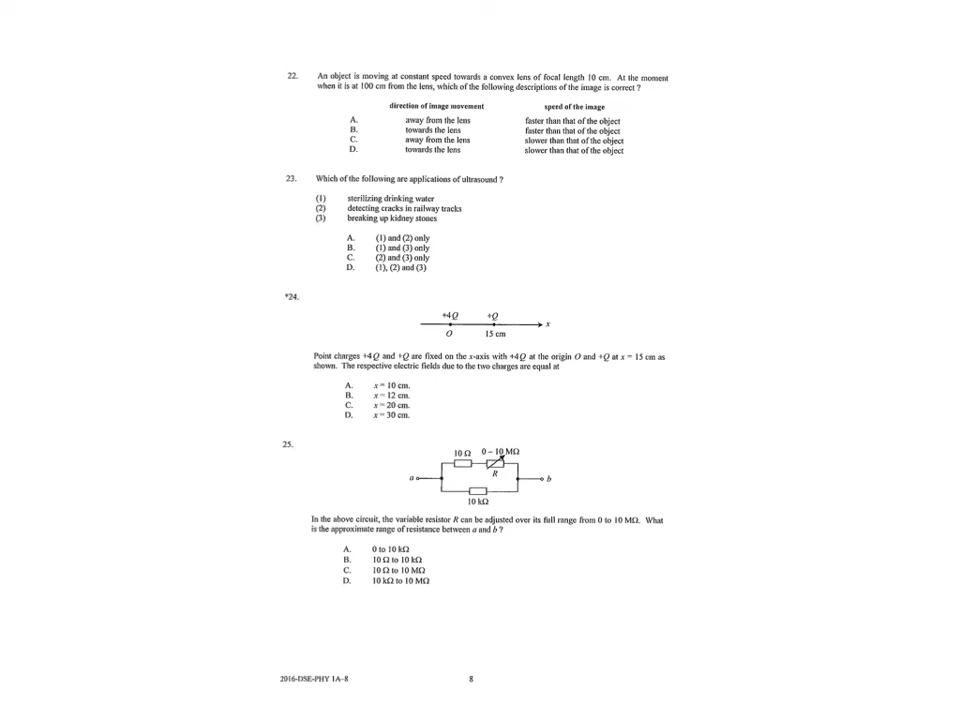 22. An object is moving at constant speed towards a convex lens of focal length 10 cm. At the moment
when it is at 100 cm from the lens, which of the following descriptions of the image is correct ?
direction of image movement speed of the image
A. away from the lens faster than that of the object
B. towards the lens faster than that of the object
C. away from the lens slower than that of the object
D. towards the lens slower than that of the object
23. Which of the following are applications of ultrasound ?
(1) sterilizing drinking water
(2) detecting cracks in railway tracks
(3) breaking up kidney stones
A. (1) and (2) only
B. (1) and (3) only
C. (2) and (3) only
D. (1), (2) and (3)
*24.
+4Q +Q
x
O 15 cm
Point charges +4Q and +Q are fixed on the x-axis with +4Q at the origin O and +Q at x = 15 cm as
shown. The respective electric fields due to the two charges are equal at
A. x = 10 cm.
B. x = 12 cm.
C. x = 20 cm.
D. x = 30 cm.
25.
10 Ω 0 – 10 MΩ
R
a b
10 kΩ
In the above circuit, the variable resistor R can be adjusted over its full range from 0 to 10 MΩ. What
is the approximate range of resistance between a and b ?
A. 0 to 10 kΩ
B. 10 Ω to 10 kΩ
C. 10 Ω to 10 MΩ
D. 10 kΩ to 10 MΩ
2016-DSE-PHY 1A–8 8